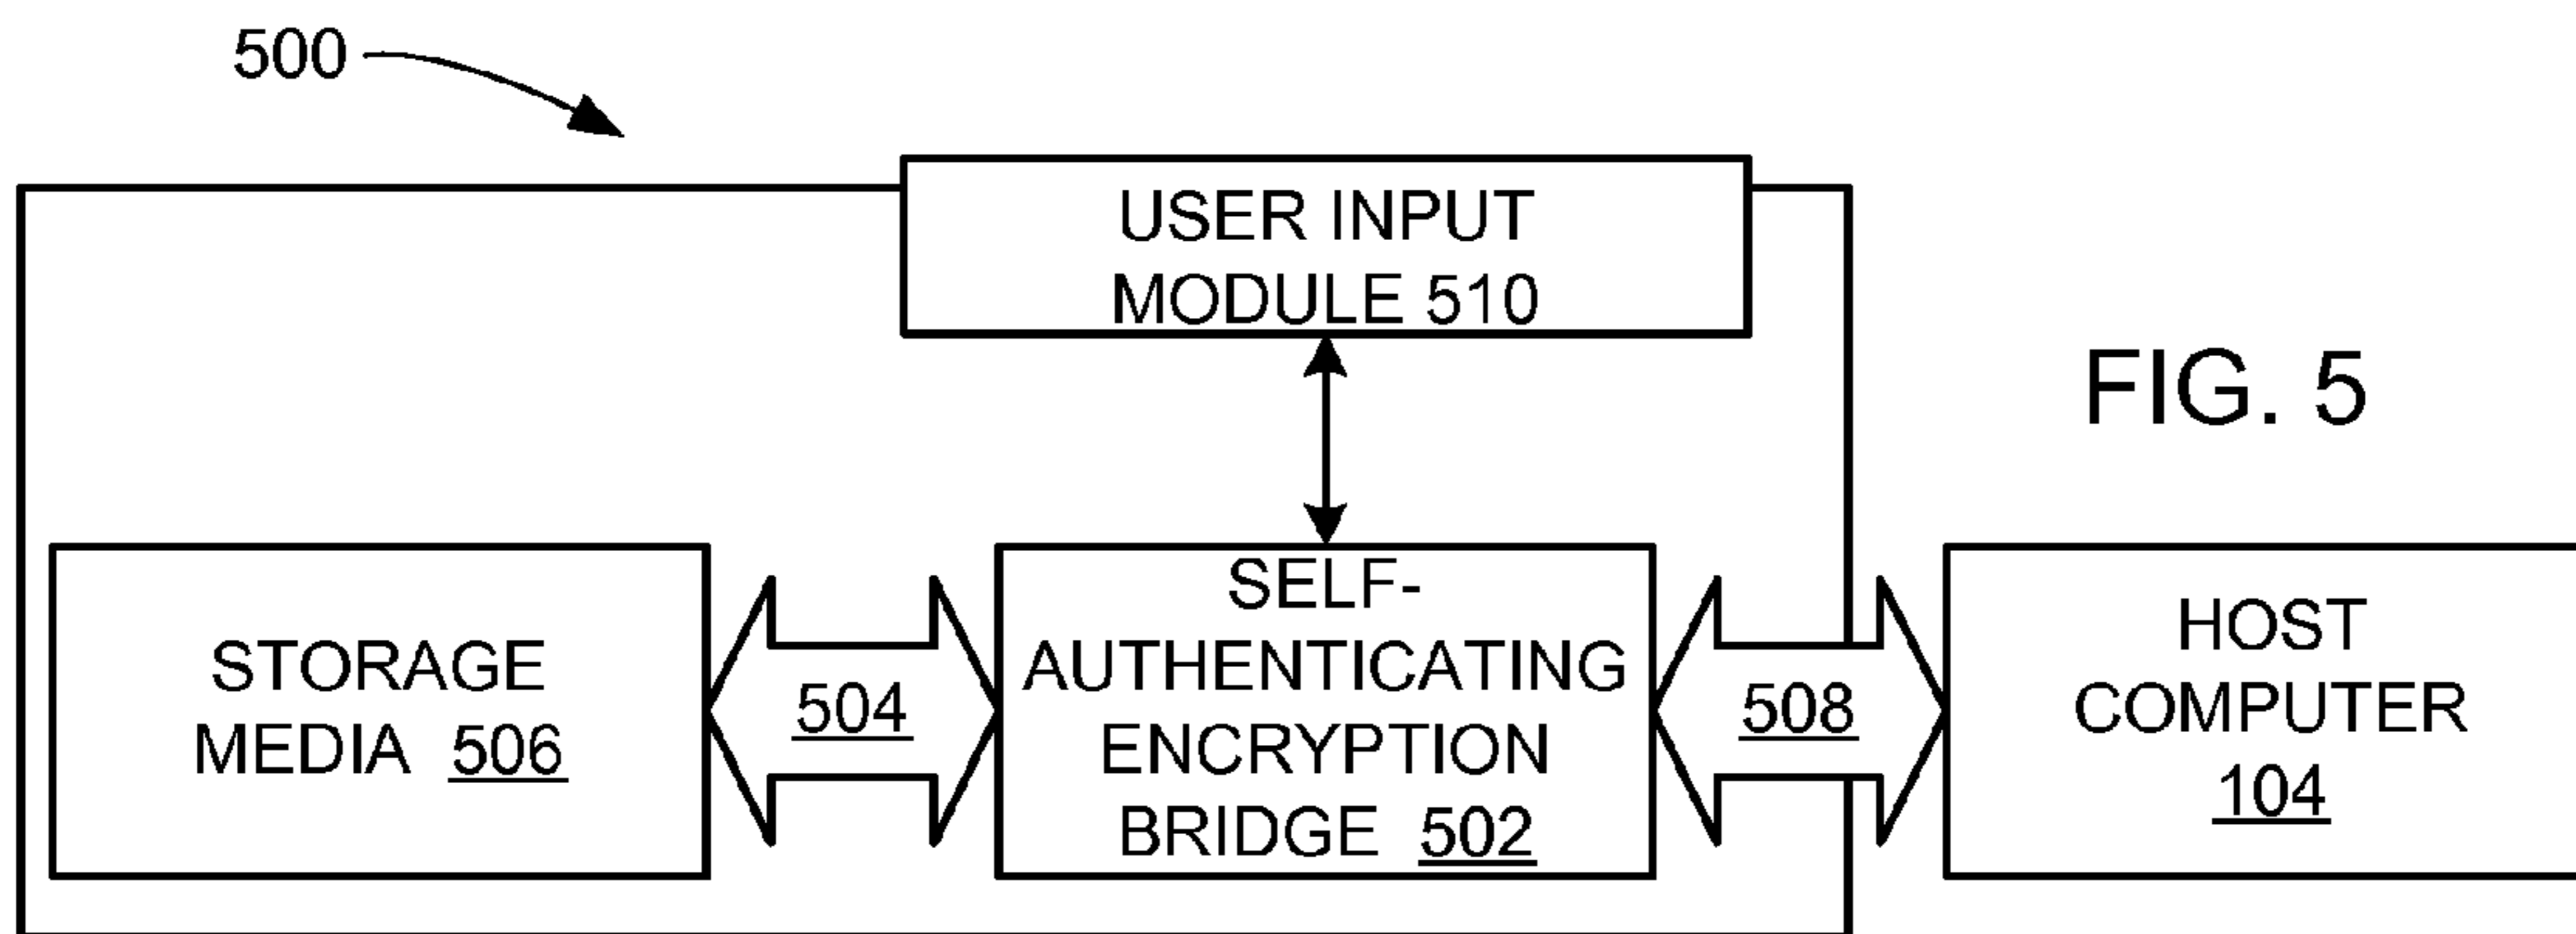 500
USER INPUT
MODULE 510
FIG. 5
STORAGE
MEDIA 506
504
SELF-
AUTHENTICATING
ENCRYPTION
BRIDGE 502
508
HOST
COMPUTER
104